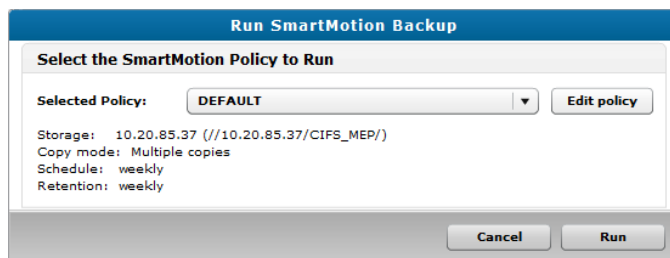 Run SmartMotion Backup
Select the SmartMotion Policy to Run
Selected Policy: DEFAULT Edit policy
Storage: 10.20.85.37 (//10.20.85.37/CIFS_MEP/)
Copy mode: Multiple copies
Schedule: weekly
Retention: weekly
Cancel Run